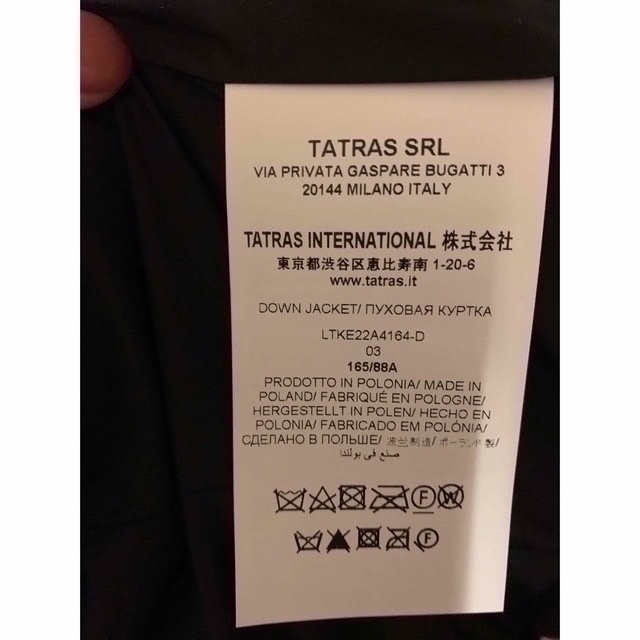 TATRAS SRL
VIA PRIVATA GASPARE BUGATTI 3
20144 MILANO ITALY
TATRAS INTERNATIONAL 株式会社
東京都渋谷区恵比寿南 1-20-6
www.tatras.it
DOWN JACKET/ ПУХОВАЯ КУРТКА
LTKE22A4164-D
03
165/88A
PRODOTTO IN POLONIA/ MADE IN
POLAND/ FABRIQUÉ EN POLOGNE/
HERGESTELLT IN POLEN/ HECHO EN
POLONIA/ FABRICADO EM POLÓNIA/
СДЕЛАНО В ПОЛЬШЕ/ 波兰制造/ ポーランド製/
صنع في بولندا
F W
F